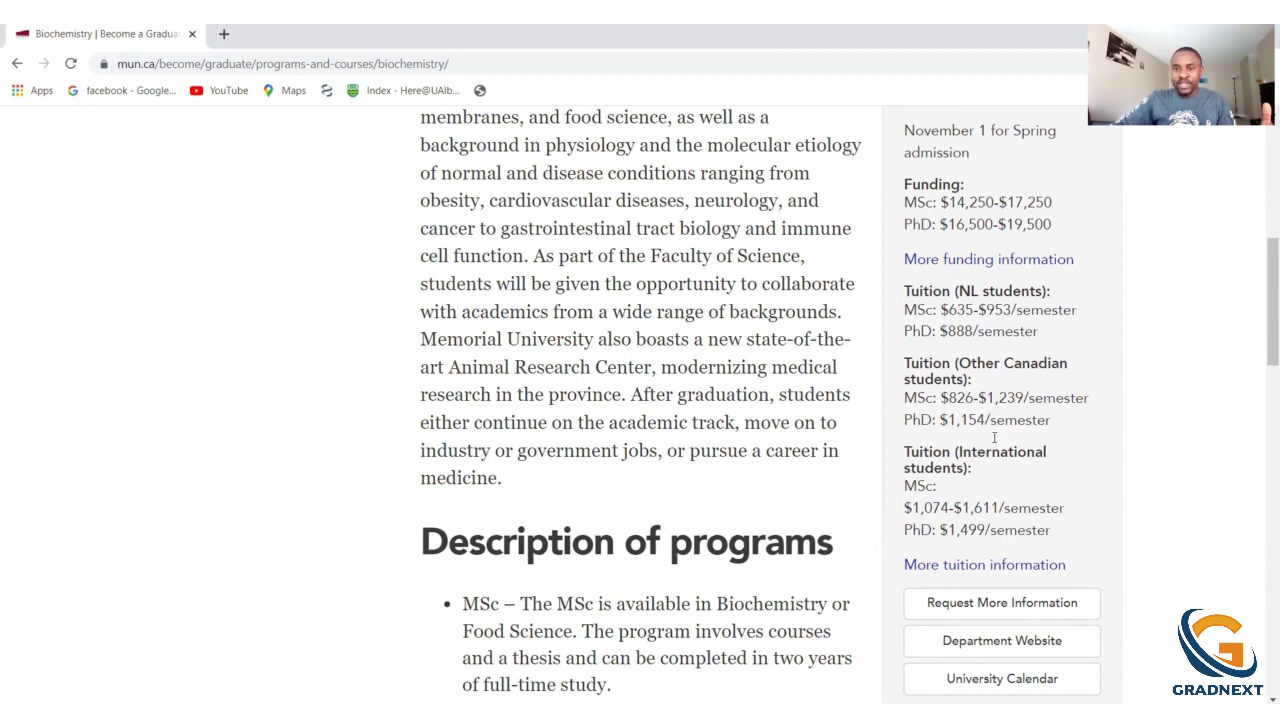 Biochemistry | Become a Gradua
mun.ca/become/graduate/programs-and-courses/biochemistry/
Apps
facebook - Google...
YouTube
Maps
Index - Here@UAlb...
membranes, and food science, as well as a
background in physiology and the molecular etiology
of normal and disease conditions ranging from
obesity, cardiovascular diseases, neurology, and
cancer to gastrointestinal tract biology and immune
cell function. As part of the Faculty of Science,
students will be given the opportunity to collaborate
with academics from a wide range of backgrounds.
Memorial University also boasts a new state-of-the-
art Animal Research Center, modernizing medical
research in the province. After graduation, students
either continue on the academic track, move on to
industry or government jobs, or pursue a career in
medicine.
Description of programs
• MSc – The MSc is available in Biochemistry or
Food Science. The program involves courses
and a thesis and can be completed in two years
of full-time study.
November 1 for Spring
admission
Funding:
MSc: $14,250-$17,250
PhD: $16,500-$19,500
More funding information
Tuition (NL students):
MSc: $635-$953/semester
PhD: $888/semester
Tuition (Other Canadian
students):
MSc: $826-$1,239/semester
PhD: $1,154/semester
Tuition (International
students):
MSc:
$1,074-$1,611/semester
PhD: $1,499/semester
More tuition information
Request More Information
Department Website
University Calendar
GRADNEXT